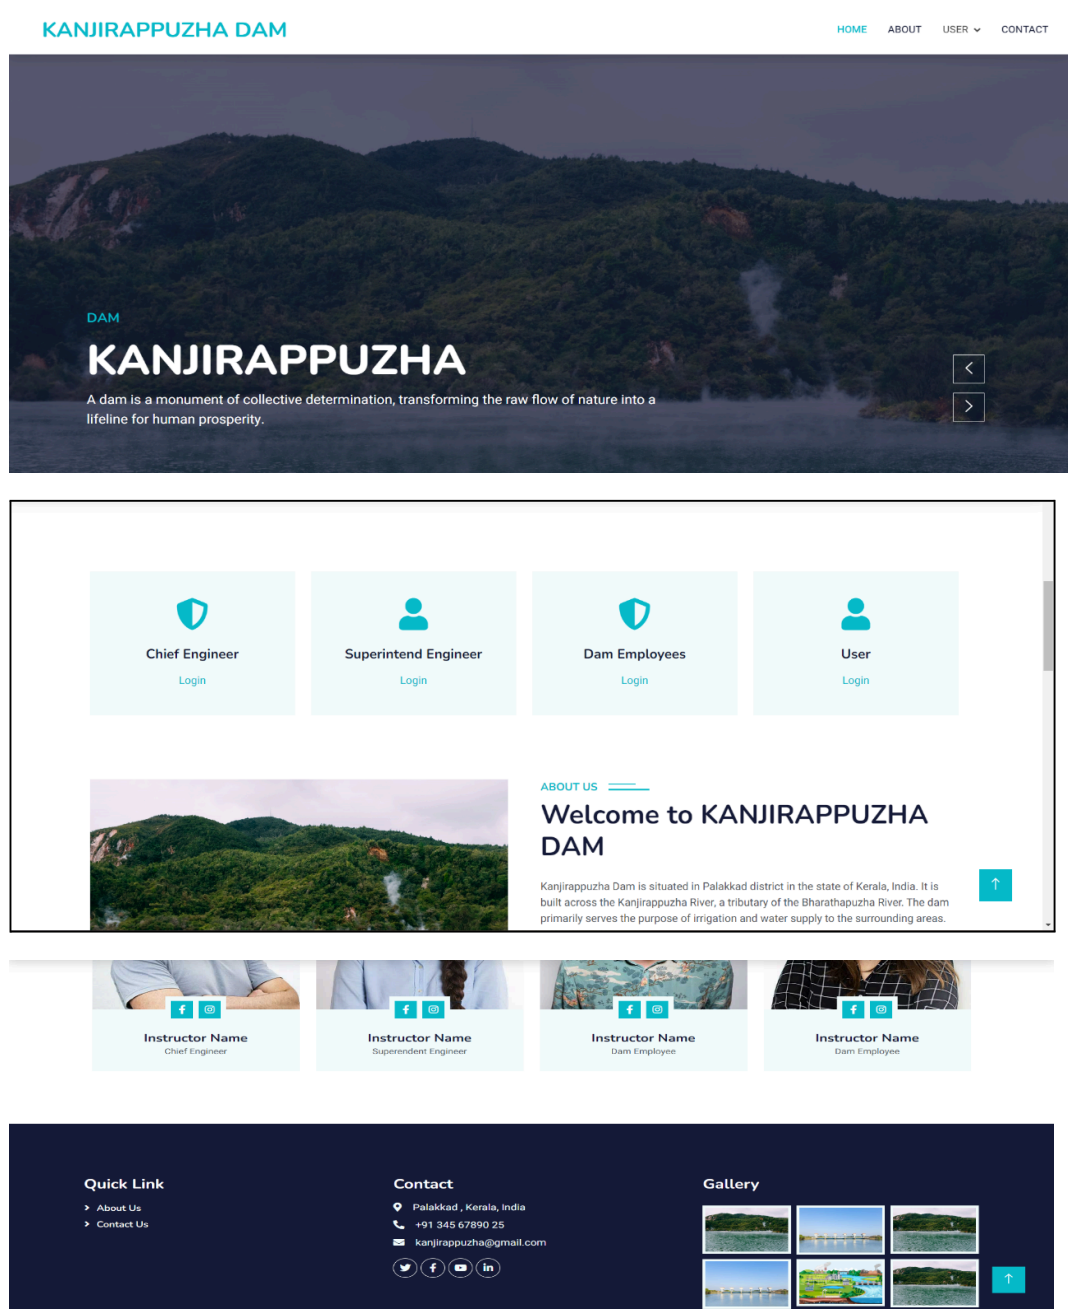 KANJIRAPPUZHA DAM
HOME ABOUT USER CONTACT
DAM
KANJIRAPPUZHA
A dam is a monument of collective determination, transforming the raw flow of nature into a
lifeline for human prosperity.
Chief Engineer
Login
Superintend Engineer
Login
Dam Employees
Login
User
Login
ABOUT US
Welcome to KANJIRAPPUZHA
DAM
Kanjirappuzha Dam is situated in Palakkad district in the state of Kerala, India. It is
built across the Kanjirappuzha River, a tributary of the Bharathapuzha River. The dam
primarily serves the purpose of irrigation and water supply to the surrounding areas.
Instructor Name
Chief Engineer
Instructor Name
Superendent Engineer
Instructor Name
Dam Employee
Instructor Name
Dam Employee
Quick Link
About Us
Contact Us
Contact
Palakkad , Kerala, India
+91 345 67890 25
kanjirappuzha@gmail.com
Gallery